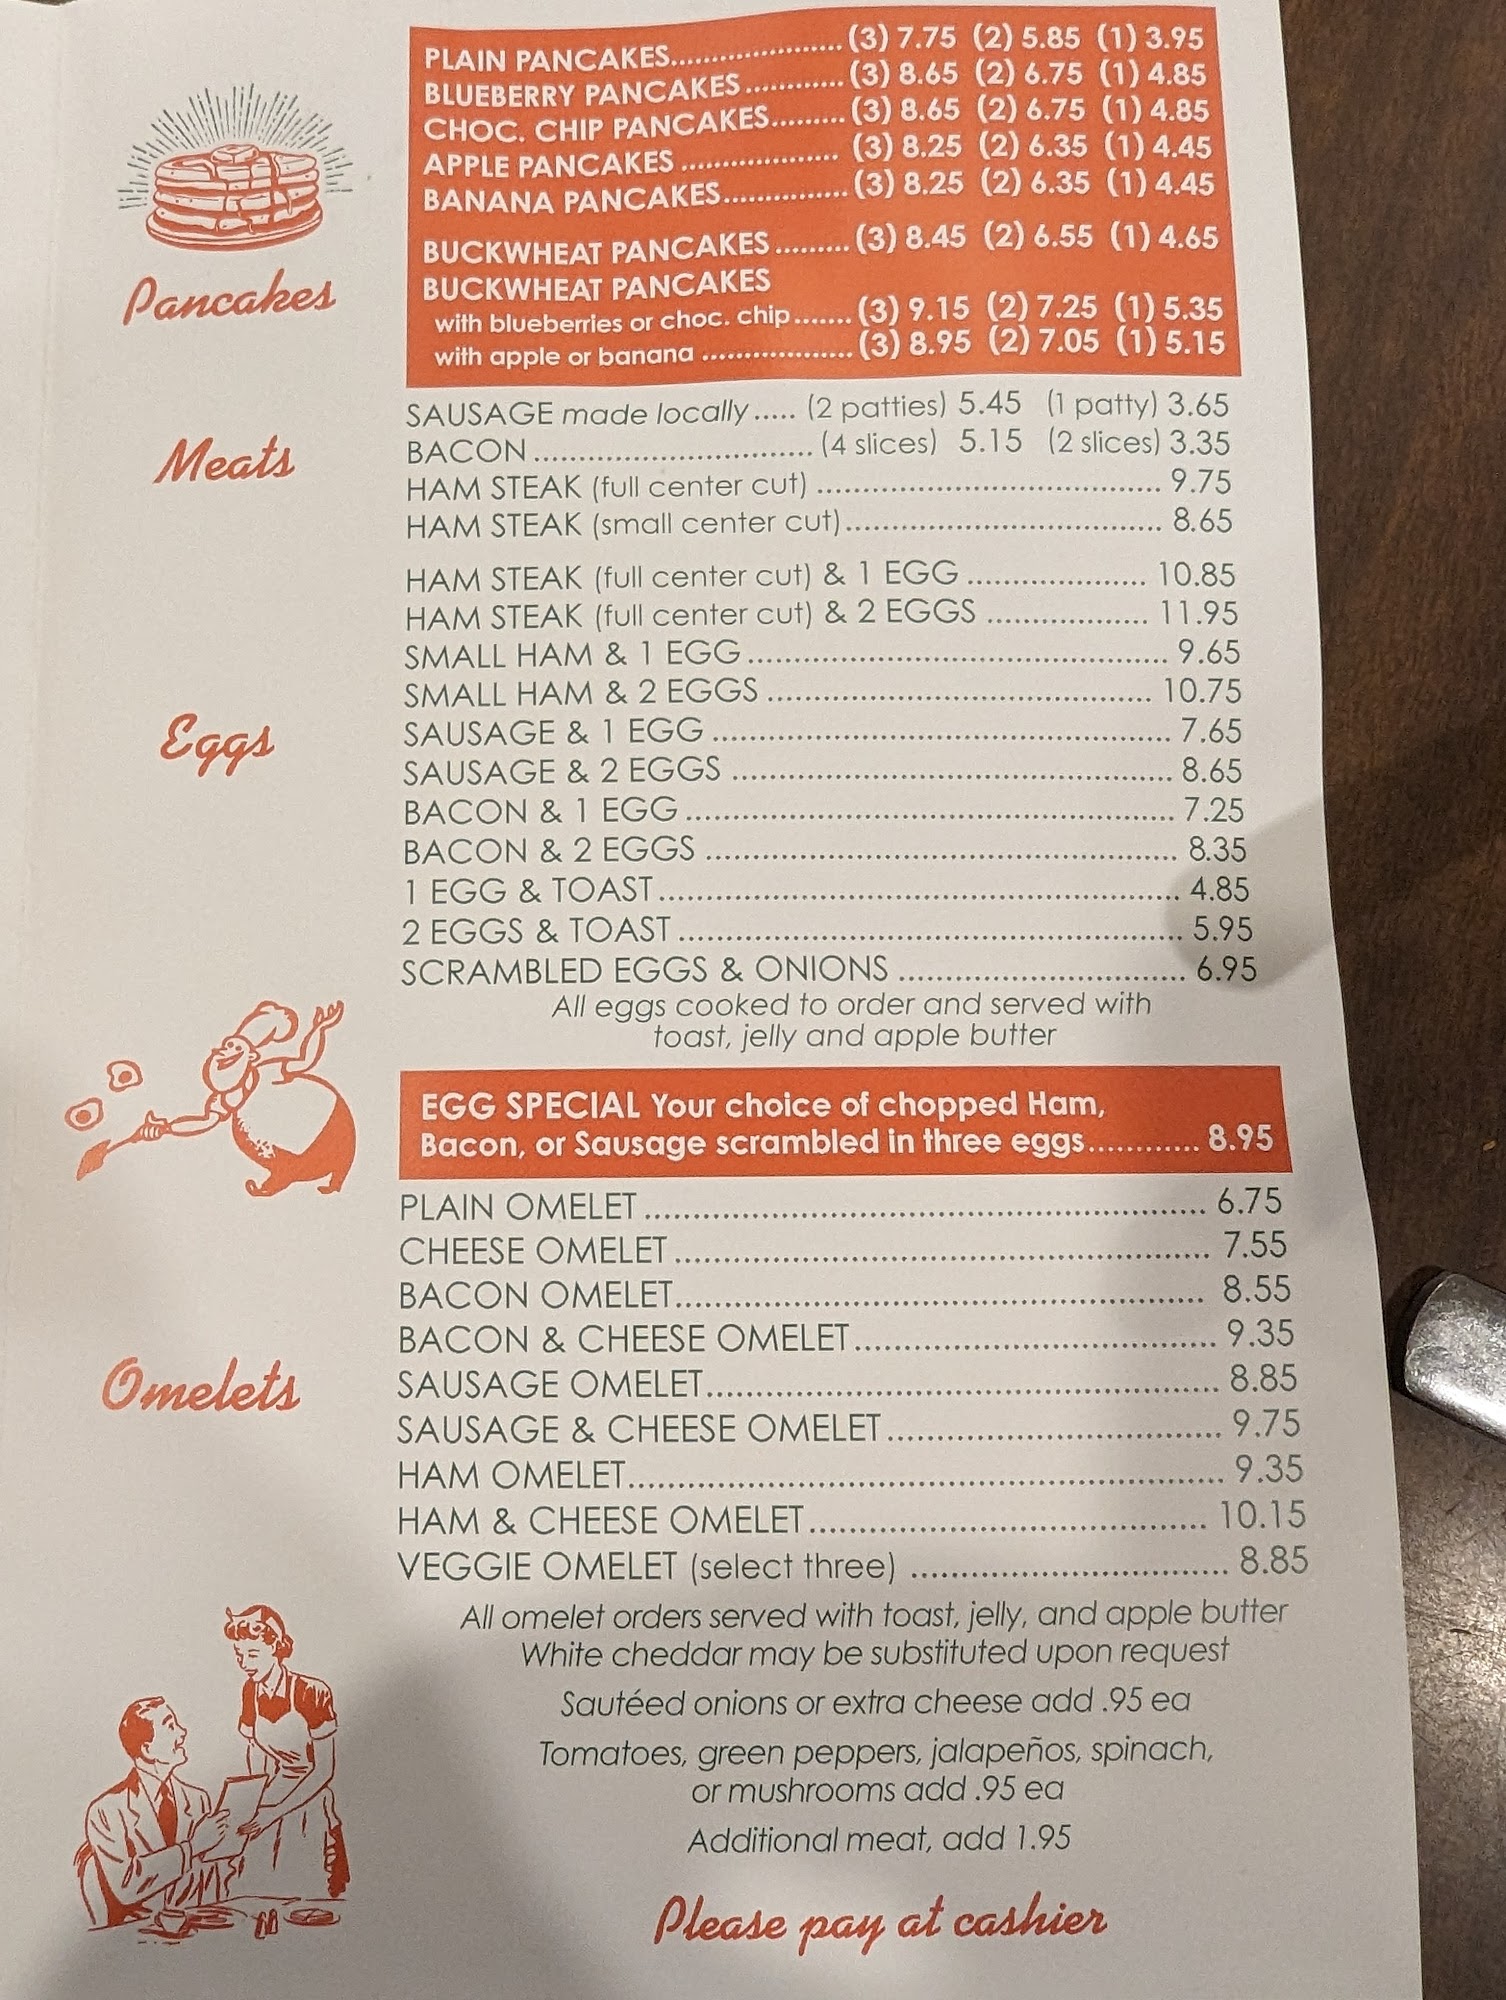 PLAIN PANCAKES..................... (3) 7.75 (2) 5.85 (1) 3.95
BLUEBERRY PANCAKES............ (3) 8.65 (2) 6.75 (1) 4.85
CHOC. CHIP PANCAKES......... (3) 8.65 (2) 6.75 (1) 4.85
APPLE PANCAKES ................... (3) 8.25 (2) 6.35 (1) 4.45
BANANA PANCAKES............... (3) 8.25 (2) 6.35 (1) 4.45
BUCKWHEAT PANCAKES......... (3) 8.45 (2) 6.55 (1) 4.65
BUCKWHEAT PANCAKES
with blueberries or choc. chip....... (3) 9.15 (2) 7.25 (1) 5.35
with apple or banana .................. (3) 8.95 (2) 7.05 (1) 5.15
Pancakes
Meats
SAUSAGE made locally..... (2 patties) 5.45 (1 patty) 3.65
BACON............................... (4 slices) 5.15 (2 slices) 3.35
HAM STEAK (full center cut) ...................................... 9.75
HAM STEAK (small center cut)................................... 8.65
HAM STEAK (full center cut) & 1 EGG .................... 10.85
HAM STEAK (full center cut) & 2 EGGS .................. 11.95
SMALL HAM & 1 EGG.............................................. 9.65
SMALL HAM & 2 EGGS .......................................... 10.75
Eggs
SAUSAGE & 1 EGG .................................................. 7.65
SAUSAGE & 2 EGGS ................................................ 8.65
BACON & 1 EGG ...................................................... 7.25
BACON & 2 EGGS .................................................... 8.35
1 EGG & TOAST......................................................... 4.85
2 EGGS & TOAST....................................................... 5.95
SCRAMBLED EGGS & ONIONS ................................ 6.95
All eggs cooked to order and served with
toast, jelly and apple butter
EGG SPECIAL Your choice of chopped Ham,
Bacon, or Sausage scrambled in three eggs............ 8.95
PLAIN OMELET ........................................................... 6.75
CHEESE OMELET ........................................................ 7.55
BACON OMELET........................................................ 8.55
BACON & CHEESE OMELET...................................... 9.35
Omelets
SAUSAGE OMELET..................................................... 8.85
SAUSAGE & CHEESE OMELET................................... 9.75
HAM OMELET............................................................. 9.35
HAM & CHEESE OMELET......................................... 10.15
VEGGIE OMELET (select three) ................................. 8.85
All omelet orders served with toast, jelly, and apple butter
White cheddar may be substituted upon request
Sautéed onions or extra cheese add .95 ea
Tomatoes, green peppers, jalapeños, spinach,
or mushrooms add .95 ea
Additional meat, add 1.95
Please pay at cashier